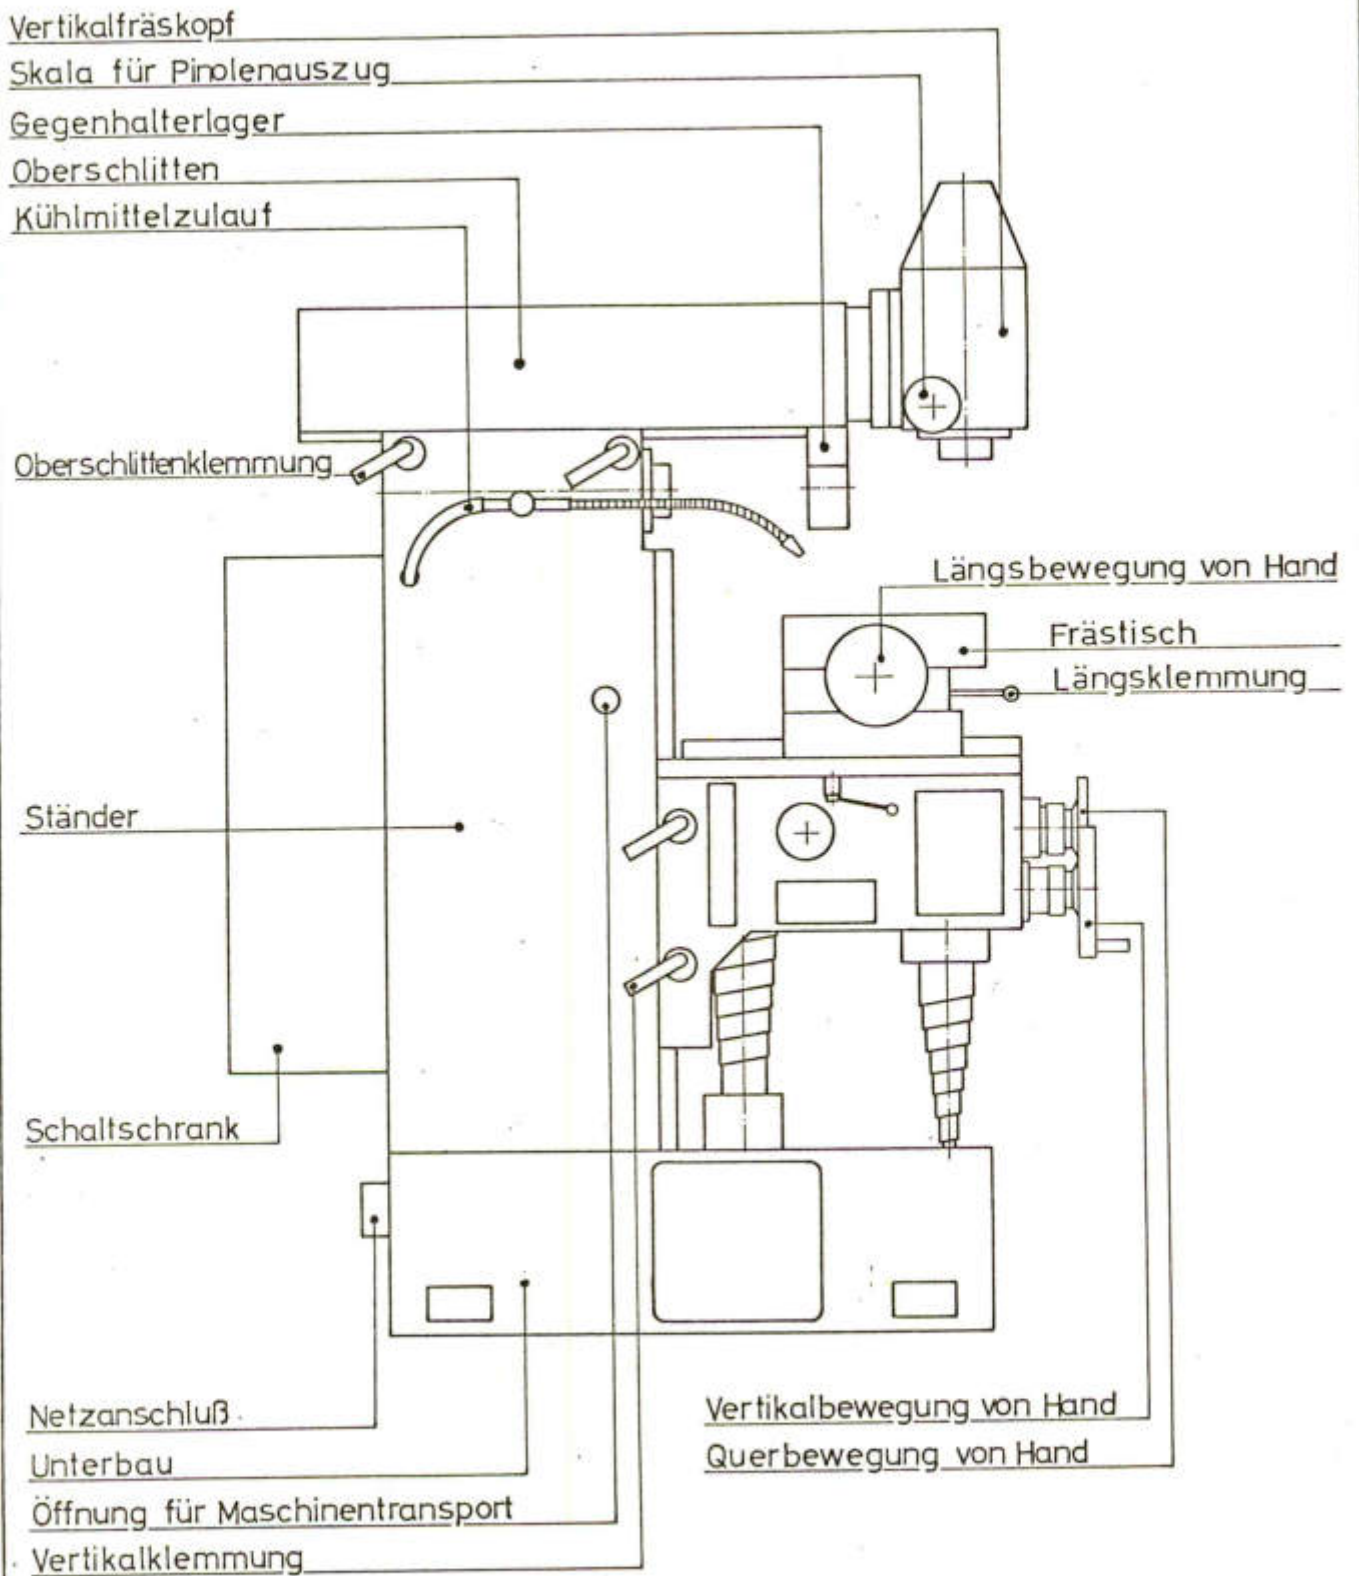 Vertikalfräskopf
Skala für Pinolenauszug
Gegenhalterlager
Oberschlitten
Kühlmittelzulauf
Oberschlittenklemmung
Längsbewegung von Hand
Frästisch
Längsklemmung
Ständer
Schaltschrank
Netzanschluß
Unterbau
Öffnung für Maschinentransport
Vertikalklemmung
Vertikalbewegung von Hand
Querbewegung von Hand